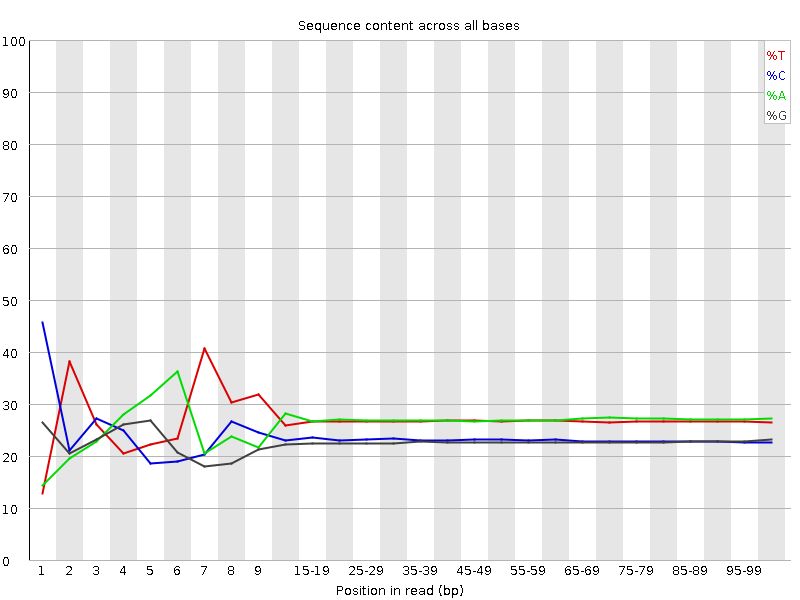 Sequence content across all bases
100
90
80
70
60
50
40
30
20
10
0
%T
%C
%A
%G
1 2 3 4 5 6 7 8 9 15-19 25-29 35-39 45-49 55-59 65-69 75-79 85-89 95-99
Position in read (bp)